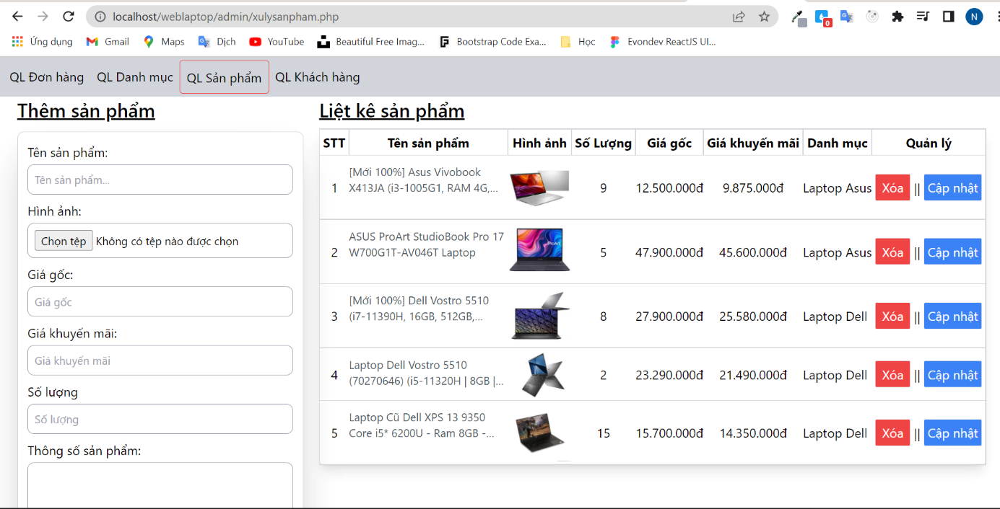 localhost/weblaptop/admin/xulysanpham.php
0
N
Ứng dụng Gmail Maps Dịch YouTube Beautiful Free Imag... Bootstrap Code Exa... Học Evondev ReactJS UI...
QL Đơn hàng QL Danh mục QL Sản phẩm QL Khách hàng
Thêm sản phẩm
Tên sản phẩm:
Tên sản phẩm...
Hình ảnh:
Chọn tệp Không có tệp nào được chọn
Giá gốc:
Giá gốc
Giá khuyến mãi:
Giá khuyến mãi
Số lượng
Số lượng
Thông số sản phẩm:
Liệt kê sản phẩm
STT Tên sản phẩm Hình ảnh Số Lượng Giá gốc Giá khuyến mãi Danh mục Quản lý
[Mới 100%] Asus Vivobook
1 X413JA (i3-1005G1, RAM 4G,... 9 12.500.000đ 9.875.000đ Laptop Asus Xóa || Cập nhật
ASUS ProArt StudioBook Pro 17
2 W700G1T-AV046T Laptop 5 47.900.000đ 45.600.000đ Laptop Asus Xóa || Cập nhật
[Mới 100%] Dell Vostro 5510
3 (i7-11390H, 16GB, 512GB,... 8 27.900.000đ 25.580.000đ Laptop Dell Xóa || Cập nhật
Laptop Dell Vostro 5510
4 (70270646) (i5-11320H | 8GB |... 2 23.290.000đ 21.490.000đ Laptop Dell Xóa || Cập nhật
Laptop Cũ Dell XPS 13 9350
5 Core i5* 6200U - Ram 8GB -... 15 15.700.000đ 14.350.000đ Laptop Dell Xóa || Cập nhật